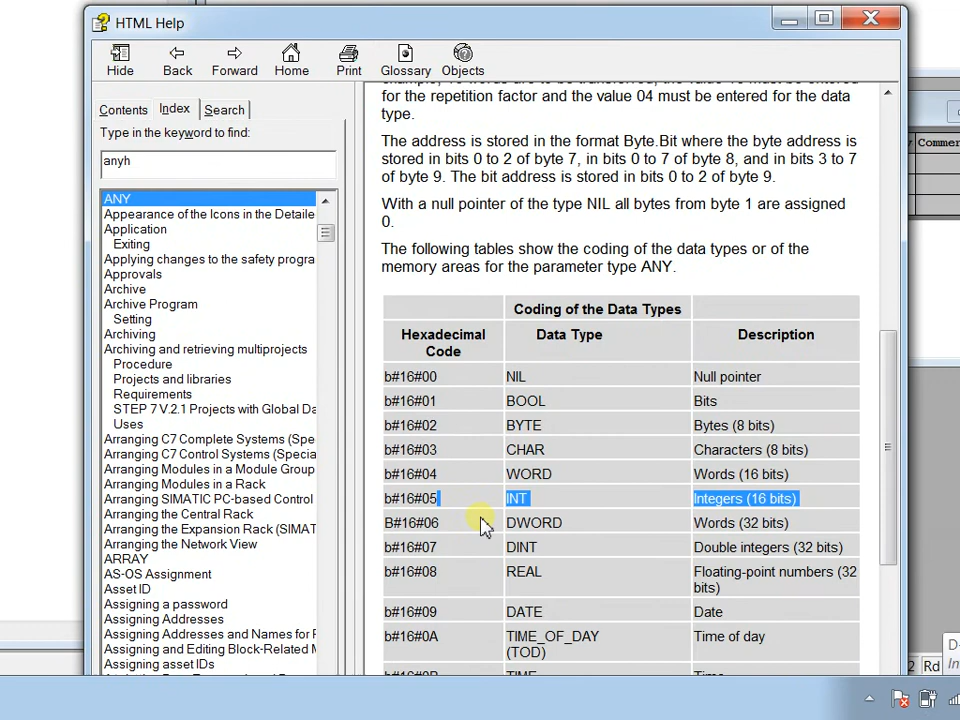 HTML Help
Hide
Back
Forward
Home
Print
Glossary
Objects
Contents
Index
Search
Type in the keyword to find:
anyh
ANY
Appearance of the Icons in the Detaile
Application
Exiting
Applying changes to the safety progra
Approvals
Archive
Archive Program
Setting
Archiving
Archiving and retrieving multiprojects
Procedure
Projects and libraries
Requirements
STEP 7 V.2.1 Projects with Global Da
Uses
Arranging C7 Complete Systems (Spe
Arranging C7 Control Systems (Specia
Arranging Modules in a Module Group
Arranging Modules in a Rack
Arranging SIMATIC PC-based Control
Arranging the Central Rack
Arranging the Expansion Rack (SIMAT
Arranging the Network View
ARRAY
AS-OS Assignment
Asset ID
Assigning a password
Assigning Addresses
Assigning Addresses and Names for F
Assigning and Editing Block-Related M
Assigning asset IDs
for the repetition factor and the value 04 must be entered for the data
type.
The address is stored in the format Byte.Bit where the byte address is
stored in bits 0 to 2 of byte 7, in bits 0 to 7 of byte 8, and in bits 3 to 7
of byte 9. The bit address is stored in bits 0 to 2 of byte 9.
With a null pointer of the type NIL all bytes from byte 1 are assigned
0.
The following tables show the coding of the data types or of the
memory areas for the parameter type ANY.
Coding of the Data Types
Hexadecimal Code Data Type Description
b#16#00 NIL Null pointer
b#16#01 BOOL Bits
b#16#02 BYTE Bytes (8 bits)
b#16#03 CHAR Characters (8 bits)
b#16#04 WORD Words (16 bits)
b#16#05 INT Integers (16 bits)
B#16#06 DWORD Words (32 bits)
b#16#07 DINT Double integers (32 bits)
b#16#08 REAL Floating-point numbers (32
bits)
b#16#09 DATE Date
b#16#0A TIME_OF_DAY Time of day
(TOD)
Comme
Rd